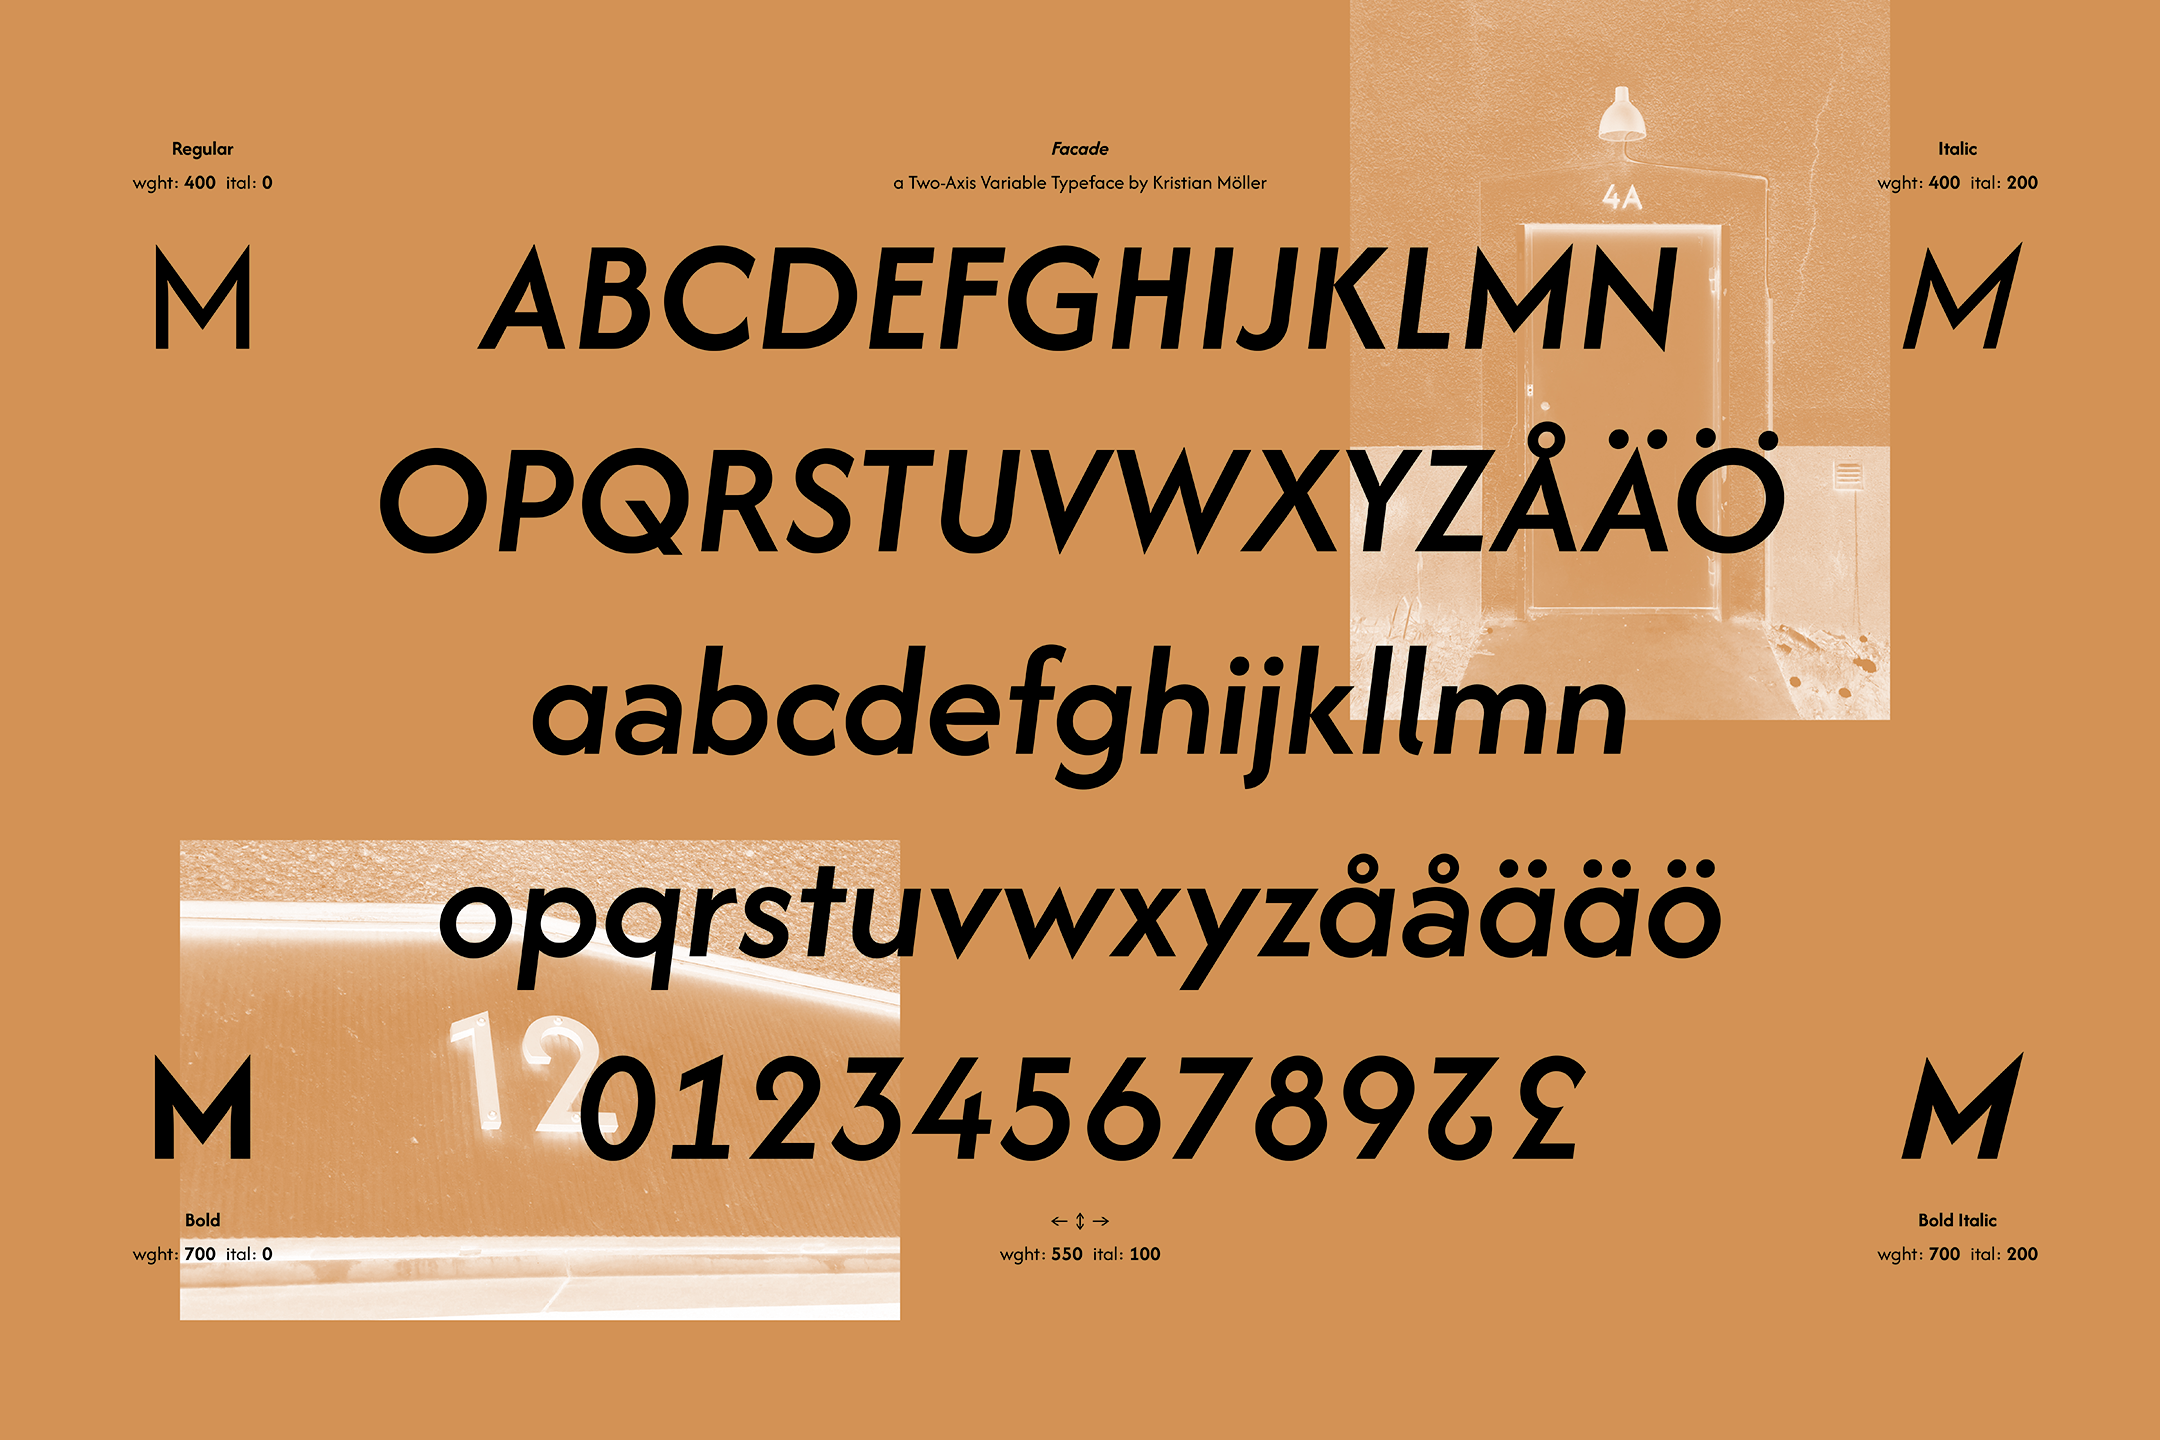 Regular
wght: 400 ital: 0
Facade
a Two-Axis Variable Typeface by Kristian Möller
Italic
wght: 400 ital: 200
4A
M
ABCDEFGHIJKLMN
M
OPQRSTUVWXYZÅÄÖ
aabcdefghijkllmn
opqrstuvwxyzååääö
12
M
0123456789↊↋
M
Bold
wght: 700 ital: 0
← ↕ →
wght: 550 ital: 100
Bold Italic
wght: 700 ital: 200